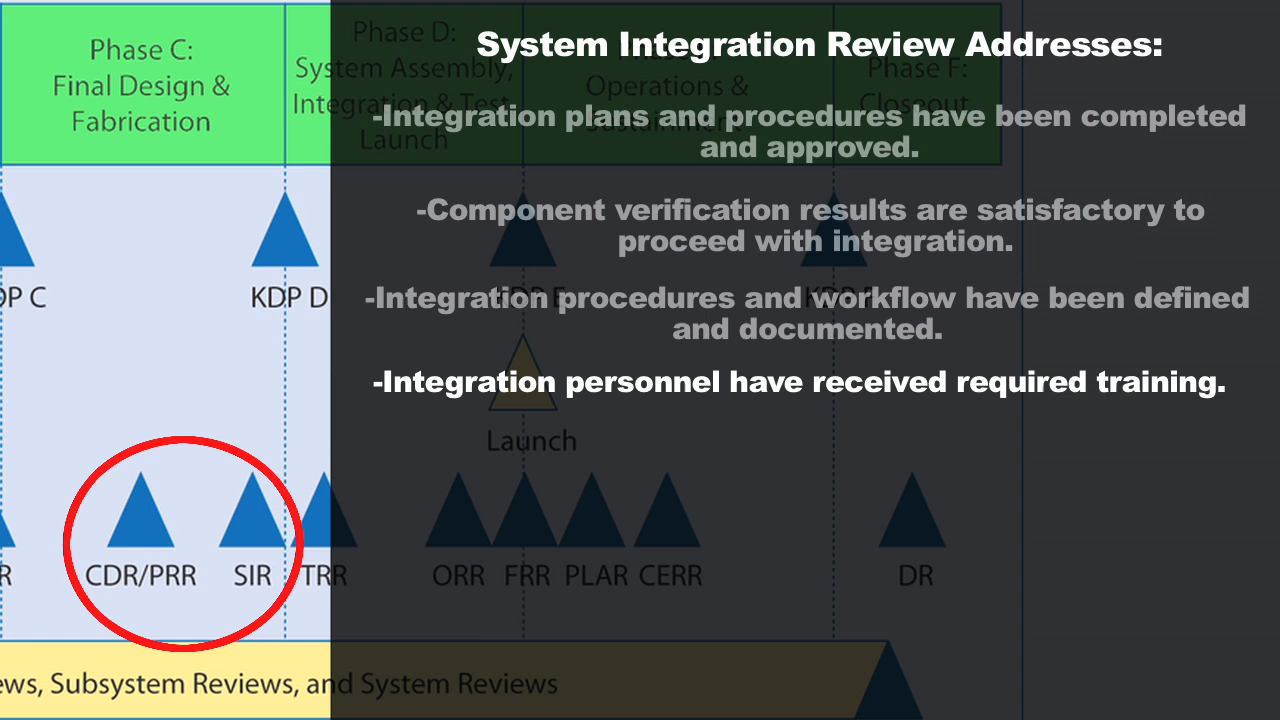 System Integration Review Addresses:
-Integration plans and procedures have been completed
and approved.
-Component verification results are satisfactory to
proceed with integration.
-Integration procedures and workflow have been defined
and documented.
-Integration personnel have received required training.
Phase C:
Final Design &
Fabrication
Phase D:
System Assembly,
Integration & Test,
Launch
Operations &
Phase F:
Closeout
KDP D
Launch
CDR/PRR
SIR
TRR
ORR
FRR
PLAR
CERR
DR
Subsystem Reviews, and System Reviews